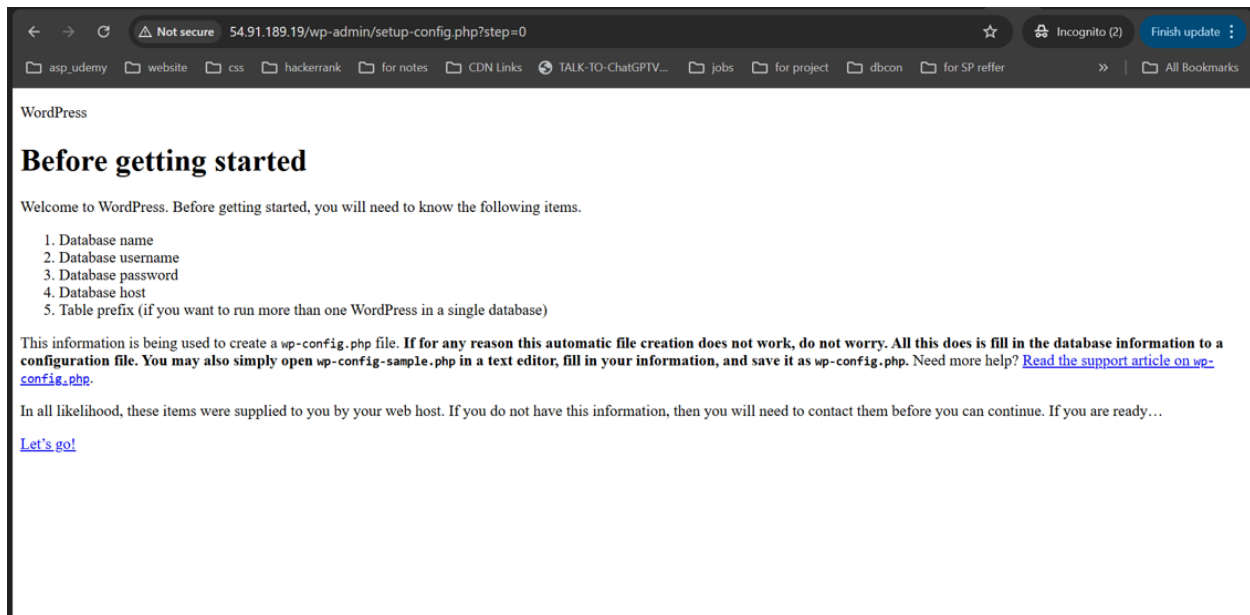 Not secure 54.91.189.19/wp-admin/setup-config.php?step=0 Incognito (2) Finish update
asp_udemy website css hackerrank for notes CDN Links TALK-TO-ChatGPTV... jobs for project dbcon for SP reffer » All Bookmarks
WordPress
Before getting started
Welcome to WordPress. Before getting started, you will need to know the following items.
1. Database name
2. Database username
3. Database password
4. Database host
5. Table prefix (if you want to run more than one WordPress in a single database)
This information is being used to create a wp-config.php file. If for any reason this automatic file creation does not work, do not worry. All this does is fill in the database information to a
configuration file. You may also simply open wp-config-sample.php in a text editor, fill in your information, and save it as wp-config.php. Need more help? Read the support article on wp-
config.php.
In all likelihood, these items were supplied to you by your web host. If you do not have this information, then you will need to contact them before you can continue. If you are ready…
Let’s go!